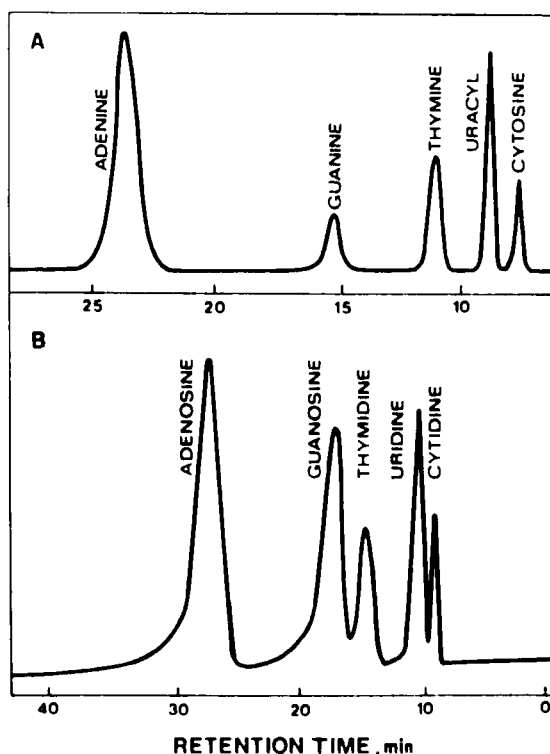 A
ADENINE
GUANINE
THYMINE
URACYL
CYTOSINE
25 20 15 10
B
ADENOSINE
GUANOSINE
THYMIDINE
URIDINE
CYTIDINE
40 30 20 10 0
RETENTION TIME, min